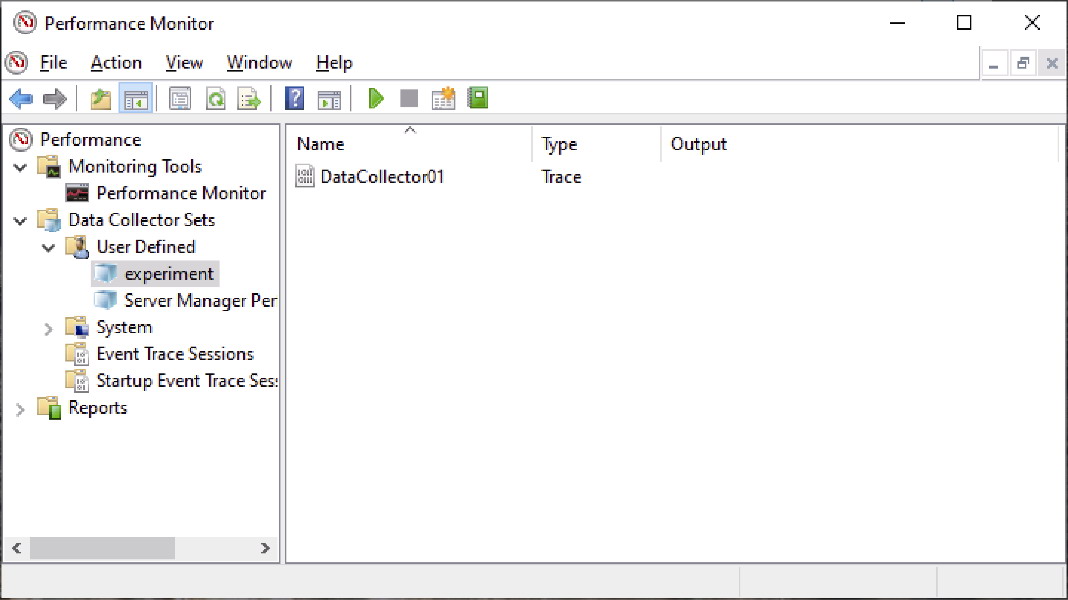 Performance Monitor
File Action View Window Help
Performance
Monitoring Tools
Performance Monitor
Data Collector Sets
User Defined
experiment
Server Manager Per
System
Event Trace Sessions
Startup Event Trace Ses
Reports
Name Type Output
DataCollector01 Trace